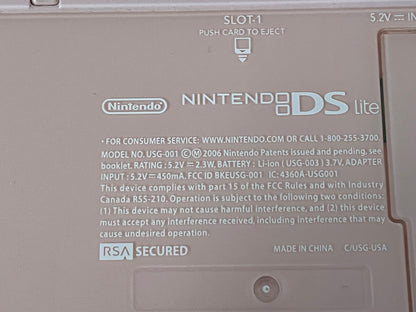 SLOT-1
PUSH CARD TO EJECT
5.2V IN
Nintendo
NINTENDO DS lite
• FOR CONSUMER SERVICE: WWW.NINTENDO.COM OR CALL 1-800-255-3700.
MODEL NO. USG-001 ©Ⓜ 2006 Nintendo Patents issued and pending, see
booklet. RATING: 5.2V⎓2.3W, BATTERY : Li-ion ( USG-003 ) 3.7V, ADAPTER
INPUT : 5.2V⎓450mA. FCC ID BKEUSG-001 IC: 4360A-USG001
This device complies with part 15 of the FCC Rules and with Industry
Canada RSS-210. Operation is subject to the following two conditions:
(1) This device may not cause harmful interference, and (2) this device
must accept any interference received, including interference that may
cause undesired operation.
RSA SECURED
MADE IN CHINA C/USG-USA